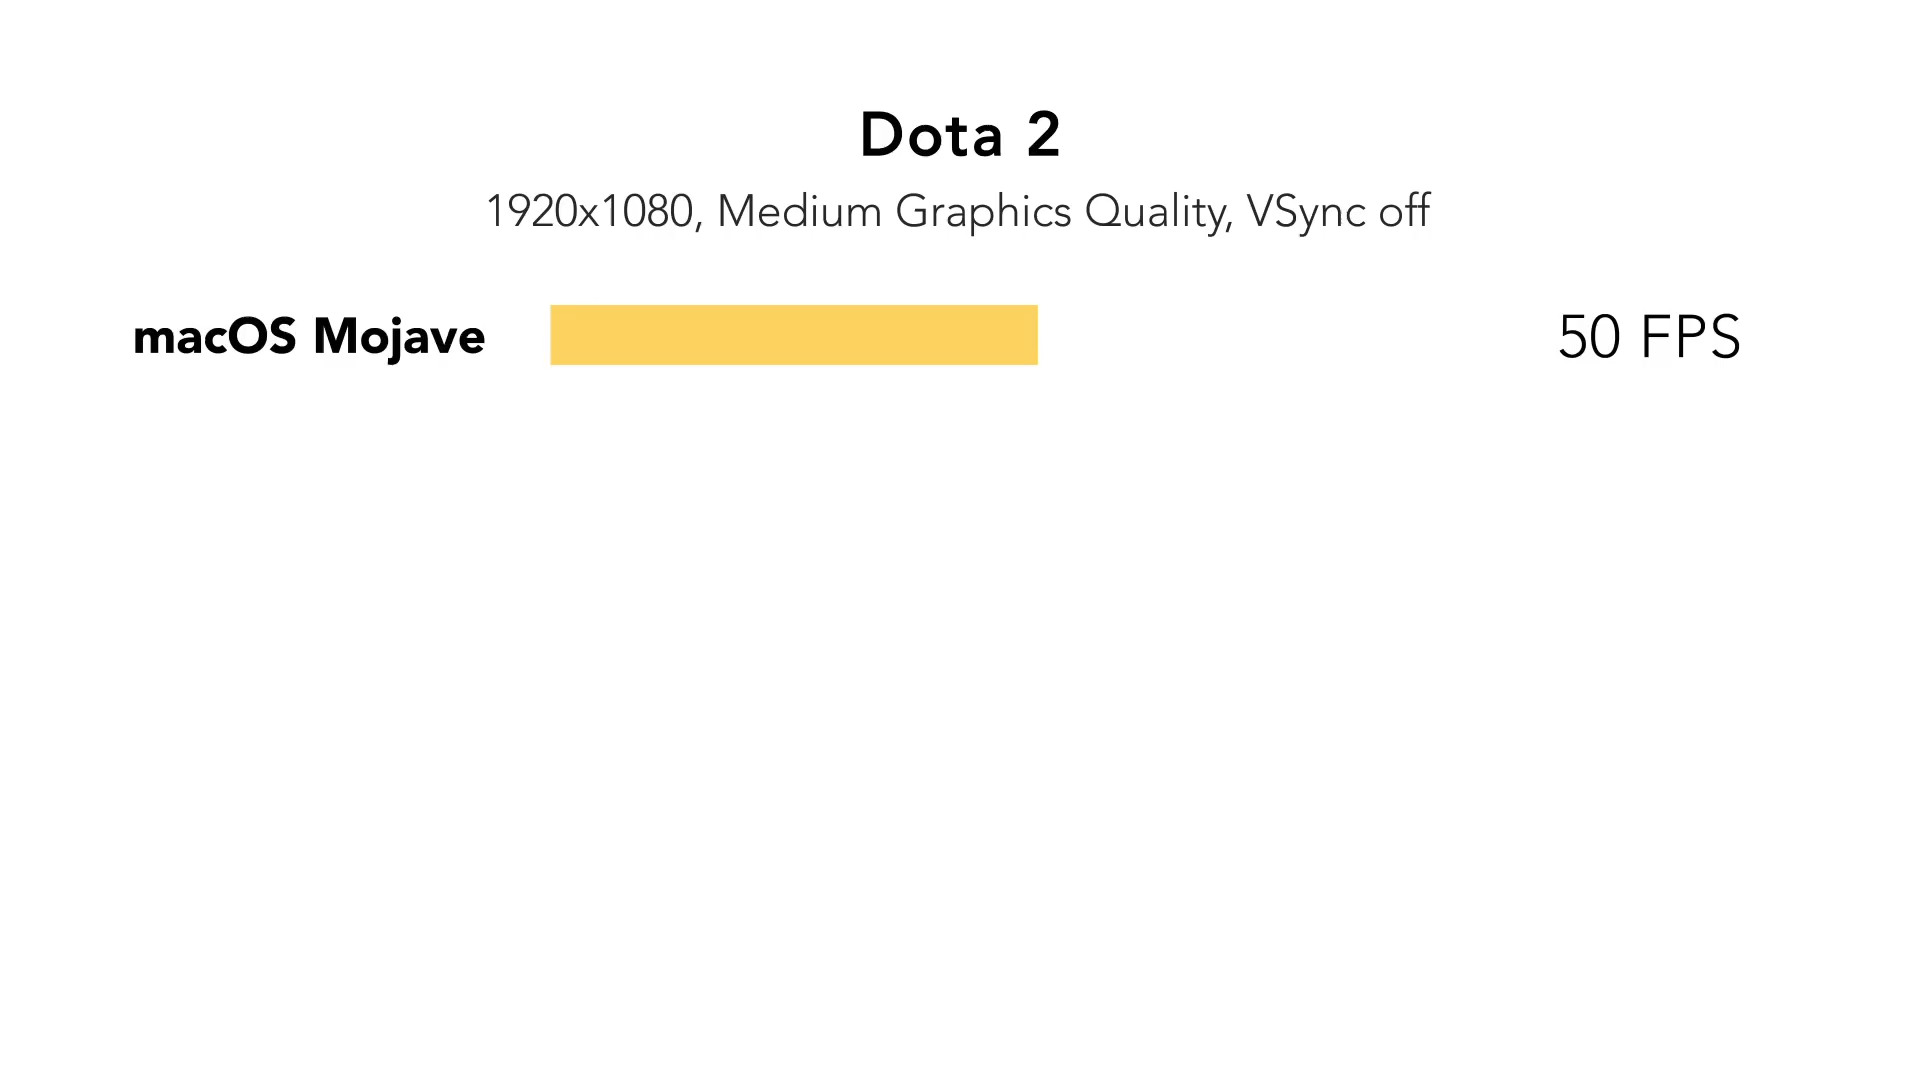 Dota 2
1920x1080, Medium Graphics Quality, VSync off
macOS Mojave 50 FPS